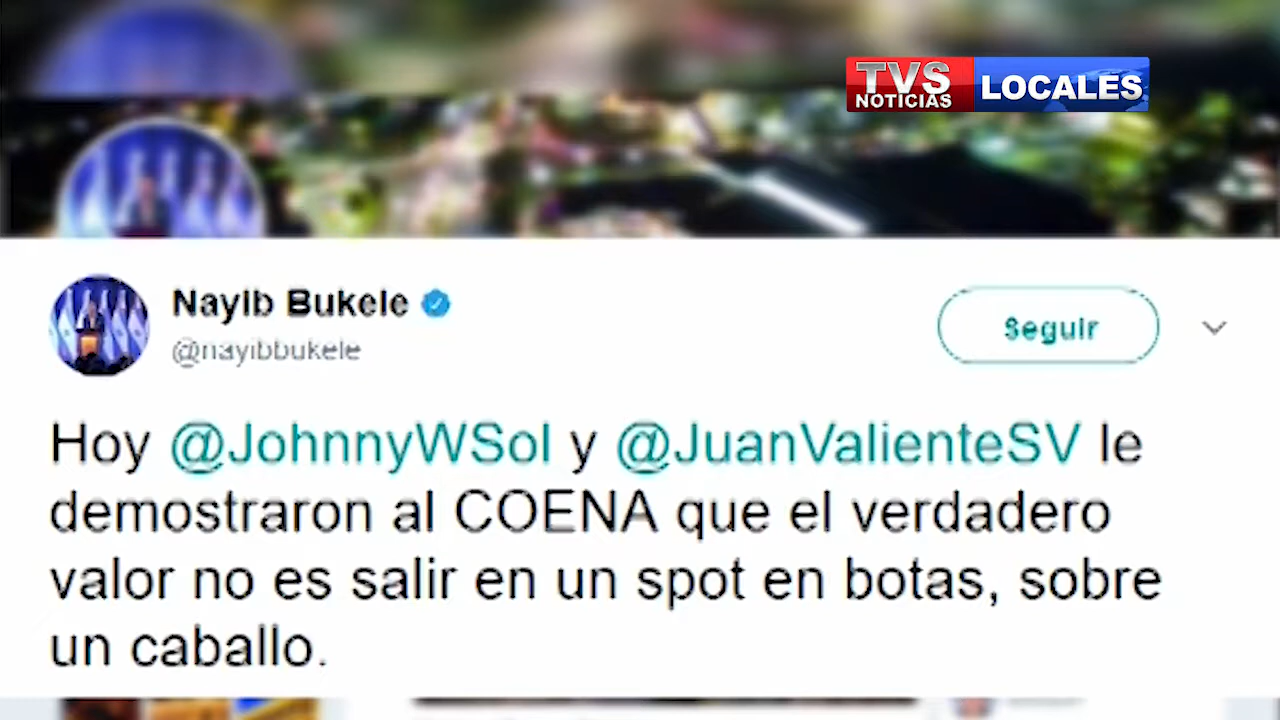 TVS
NOTICIAS
LOCALES
Nayib Bukele
@nayibbukele
Seguir
Hoy @JohnnyWSol y @JuanValienteSV le
demostraron al COENA que el verdadero
valor no es salir en un spot en botas, sobre
un caballo.